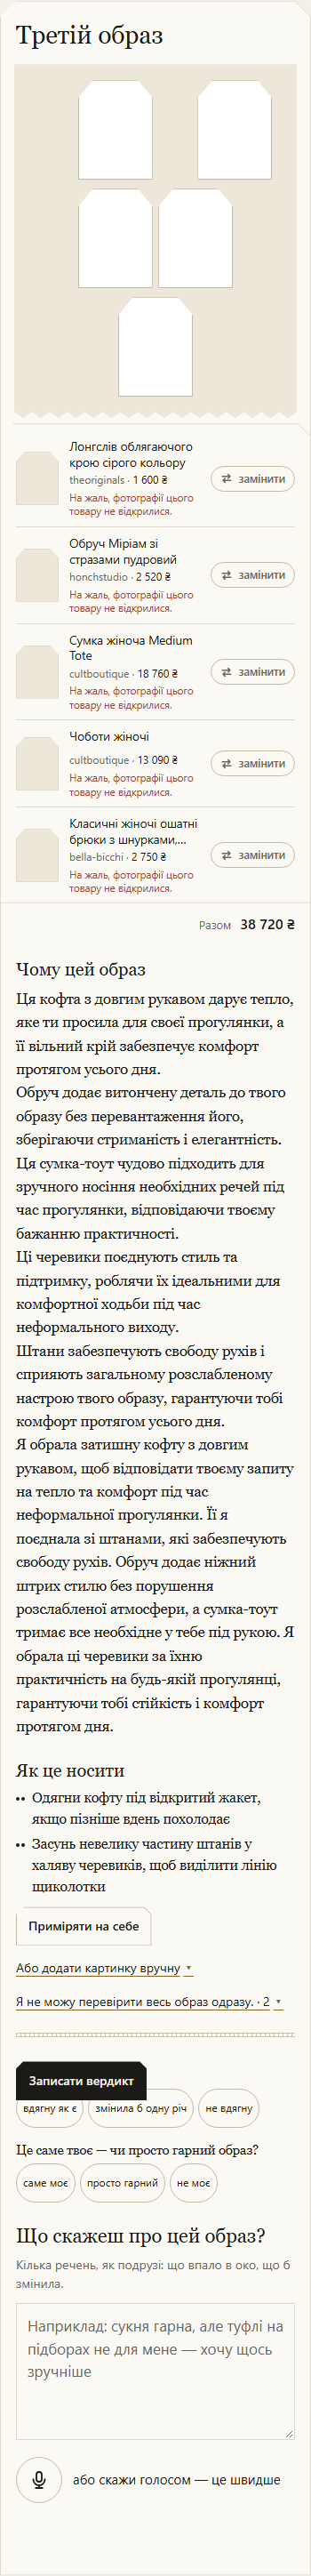 Третій образ
Лонгслів облягаючого
крою сірого кольору
theoriginals · 1 600 ₴
На жаль, фотографії цього
товару не відкрилися.
замінити
Обруч Міріам зі
стразами пудровий
honchstudio · 2 520 ₴
На жаль, фотографії цього
товару не відкрилися.
замінити
Сумка жіноча Medium
Tote
cultboutique · 18 760 ₴
На жаль, фотографії цього
товару не відкрилися.
замінити
Чоботи жіночі
cultboutique · 13 090 ₴
На жаль, фотографії цього
товару не відкрилися.
замінити
Класичні жіночі ошатні
брюки з шнурками,...
bella-bicchi · 2 750 ₴
На жаль, фотографії цього
товару не відкрилися.
замінити
Разом 38 720 ₴
Чому цей образ
Ця кофта з довгим рукавом дарує тепло,
яке ти просила для своєї прогулянки, а
її вільний крій забезпечує комфорт
протягом усього дня.
Обруч додає витончену деталь до твого
образу без перевантаження його,
зберігаючи стриманість і елегантність.
Ця сумка-тоут чудово підходить для
зручного носіння необхідних речей під
час прогулянки, відповідаючи твоєму
бажанню практичності.
Ці черевики поєднують стиль та
підтримку, роблячи їх ідеальними для
комфортної ходьби під час
неформального виходу.
Штани забезпечують свободу рухів і
сприяють загальному розслабленому
настрою твого образу, гарантуючи тобі
комфорт протягом усього дня.
Я обрала затишну кофту з довгим
рукавом, щоб відповідати твоєму запиту
на тепло та комфорт під час
неформальної прогулянки. Її я
поєднала зі штанами, які забезпечують
свободу рухів. Обруч додає ніжний
штрих стилю без порушення
розслабленої атмосфери, а сумка-тоут
тримає все необхідне у тебе під рукою. Я
обрала ці черевики за їхню
практичність на будь-якій прогулянці,
гарантуючи тобі стійкість і комфорт
протягом дня.
Як це носити
Одягни кофту під відкритий жакет,
якщо пізніше вдень похолодає
Засунь невелику частину штанів у
халяву черевиків, щоб виділити лінію
щиколотки
Приміряти на себе
Або додати картинку вручну
Я не можу перевірити весь образ одразу. · 2
Записати вердикт
вдягну як є змінила б одну річ не вдягну
Це саме твоє — чи просто гарний образ?
саме моє просто гарний не моє
Що скажеш про цей образ?
Кілька речень, як подрузі: що впало в око, що б
змінила.
Наприклад: сукня гарна, але туфлі на
підборах не для мене — хочу щось
зручніше
або скажи голосом — це швидше